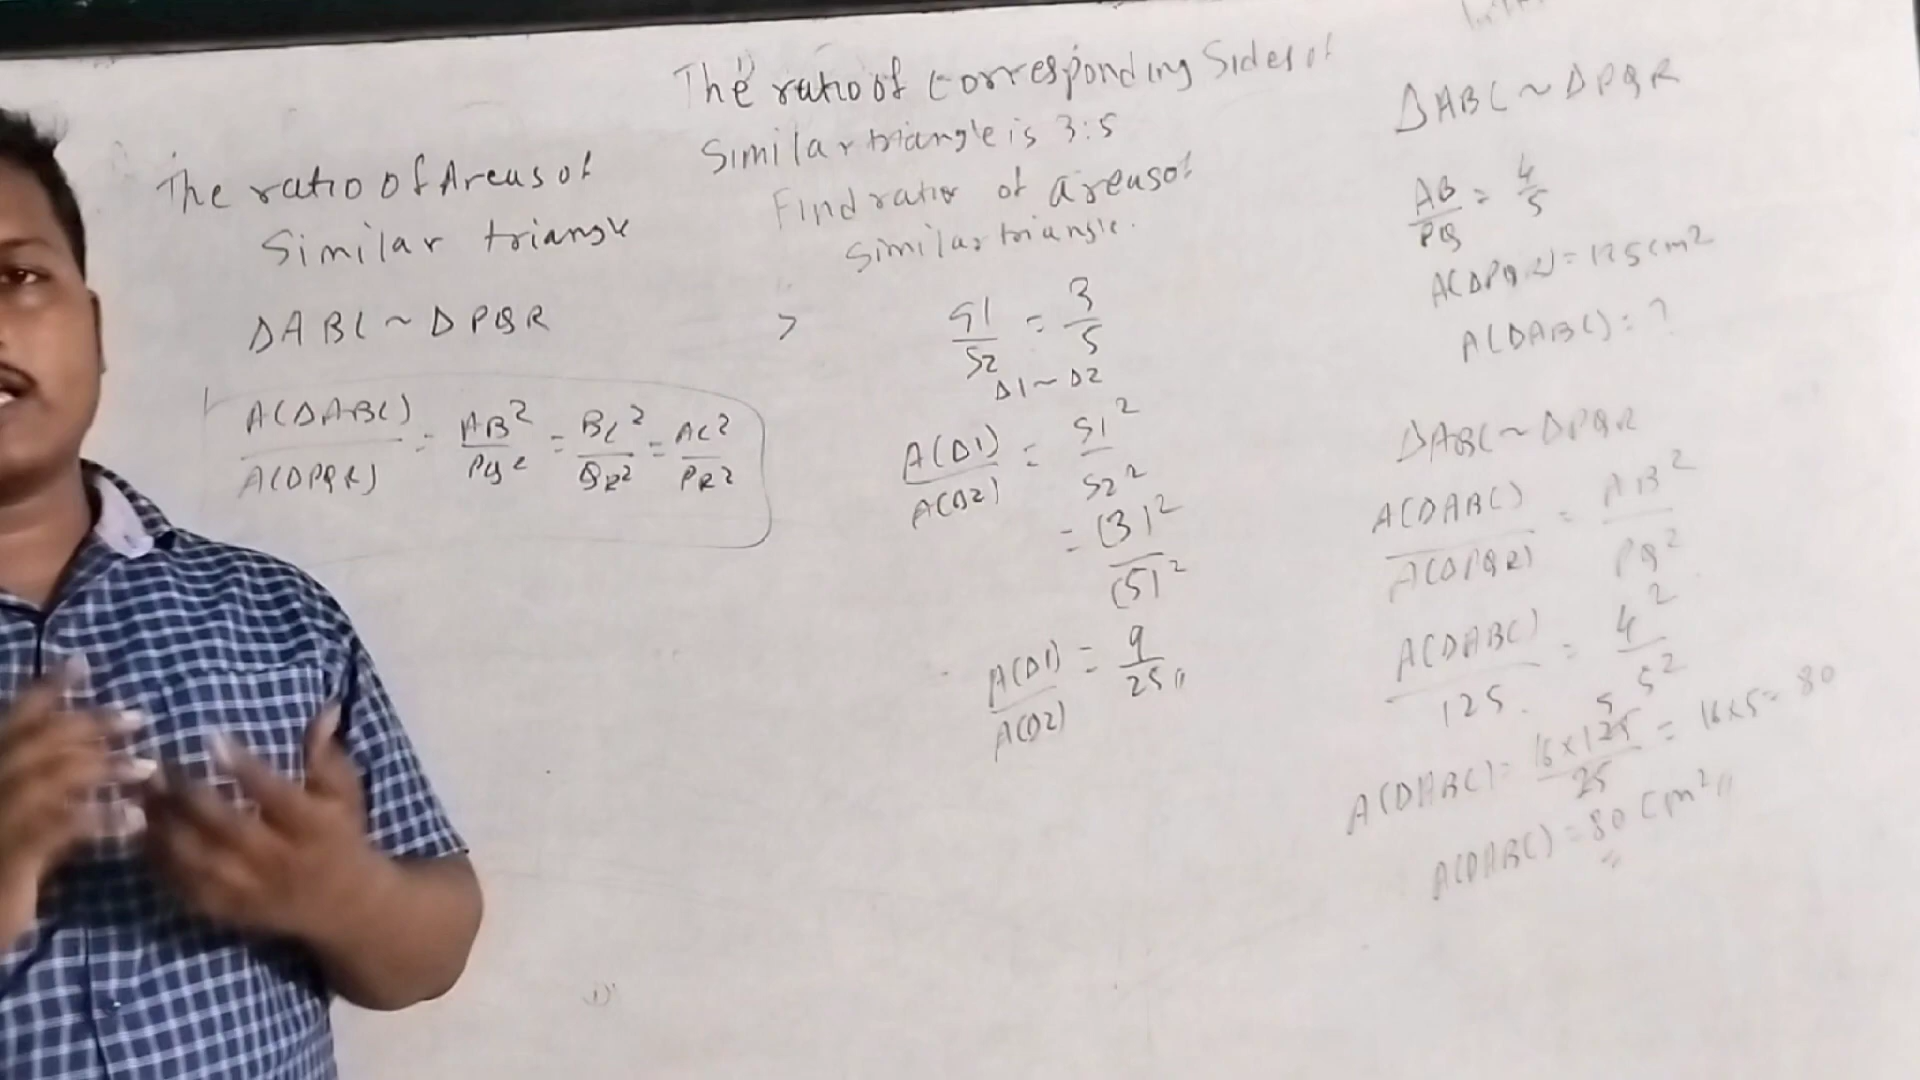 The ratio of Areas of
Similar triangle
ΔABC ~ ΔPQR
A(ΔABC)/A(ΔPQR) = AB²/PQ² = BC²/QR² = AC²/PR²
1)
The ratio of corresponding Sides of
Similar triangle is 3:5
Find ratio of areas of
Similar triangle.
>
S1/S2 = 3/5
Δ1 ~ Δ2
A(Δ1)/A(Δ2) = S1²/S2²
= (3)²/(5)²
A(Δ1)/A(Δ2) = 9/25 //
ΔABC ~ ΔPQR
AB/PQ = 4/5
A(ΔPQR) = 125 cm²
A(ΔABC) = ?
ΔABC ~ ΔPQR
A(ΔABC)/A(ΔPQR) = AB²/PQ²
A(ΔABC)/125 = 4²/5²
5
A(ΔABC) = 16×125/25 = 16×5 = 80
A(ΔABC) = 80 cm² //